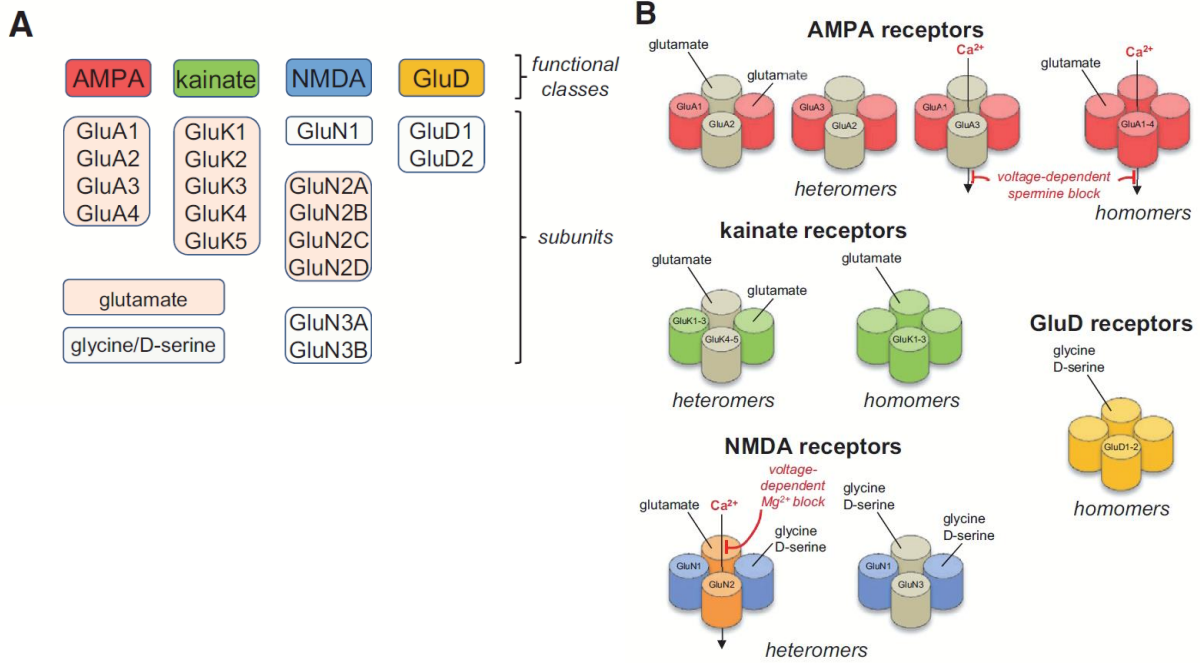 A
AMPA
kainate
NMDA
GluD
functional
classes
GluA1
GluA2
GluA3
GluA4
GluK1
GluK2
GluK3
GluK4
GluK5
GluN1
GluN2A
GluN2B
GluN2C
GluN2D
GluN3A
GluN3B
GluD1
GluD2
subunits
glutamate
glycine/D-serine
B
AMPA receptors
glutamate
glutamate
GluA1
GluA2
GluA3
GluA2
Ca²⁺
GluA1
GluA3
Ca²⁺
glutamate
GluA1-4
voltage-dependent
spermine block
heteromers
homomers
kainate receptors
glutamate
glutamate
GluK1-3
GluK4-5
heteromers
glutamate
GluK1-3
homomers
GluD receptors
glycine
D-serine
GluD1-2
homomers
NMDA receptors
voltage-
dependent
Mg²⁺ block
glutamate
Ca²⁺
glycine
D-serine
GluN1
GluN2
glycine
D-serine
glycine
D-serine
GluN1
GluN3
heteromers